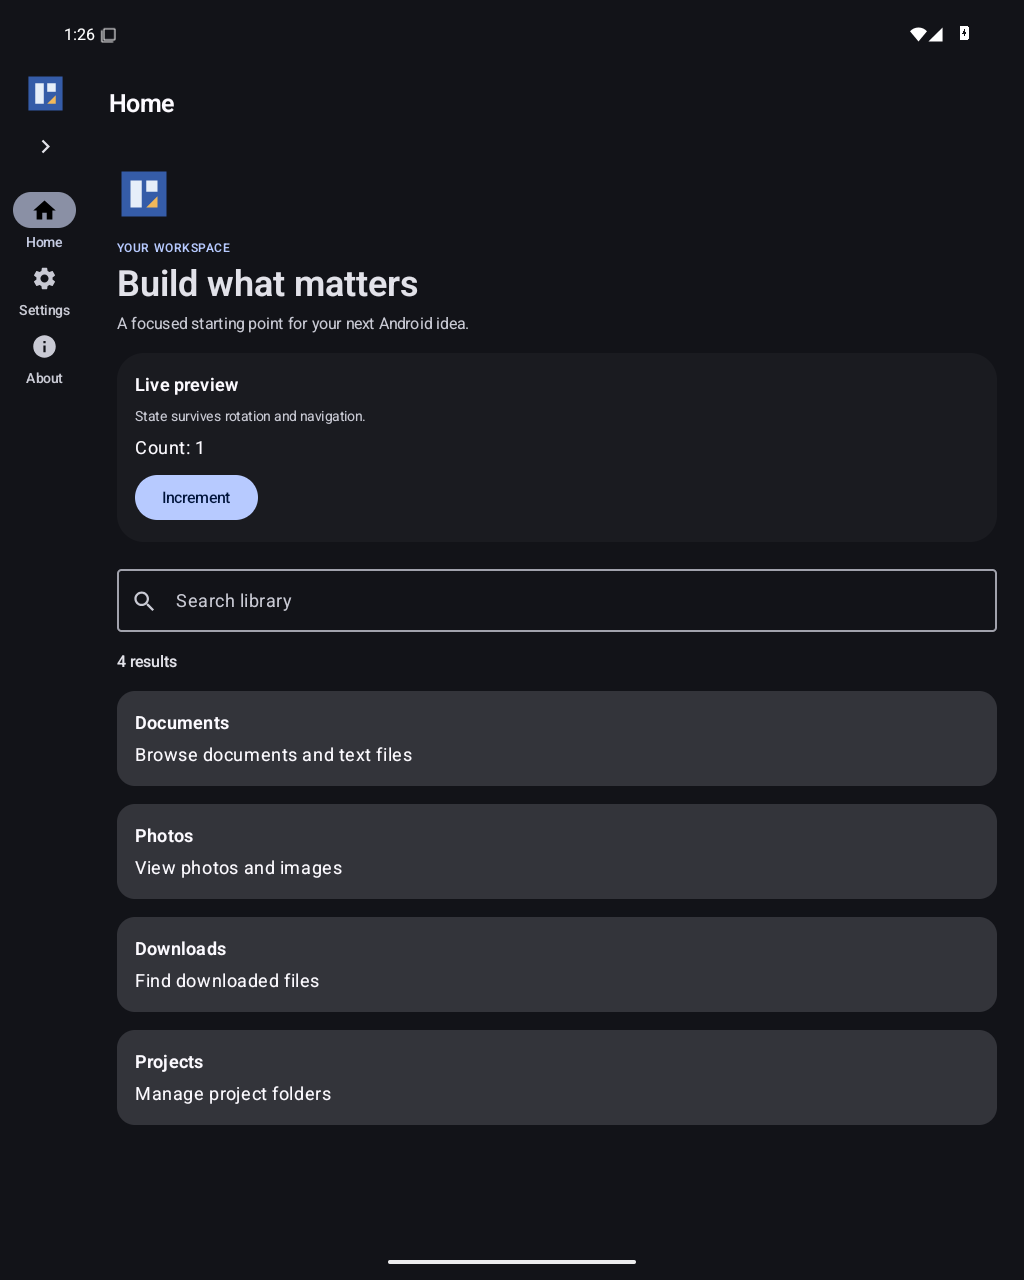 1:26
Home
Home
Settings
About
YOUR WORKSPACE
Build what matters
A focused starting point for your next Android idea.
Live preview
State survives rotation and navigation.
Count: 1
Increment
Search library
4 results
Documents
Browse documents and text files
Photos
View photos and images
Downloads
Find downloaded files
Projects
Manage project folders